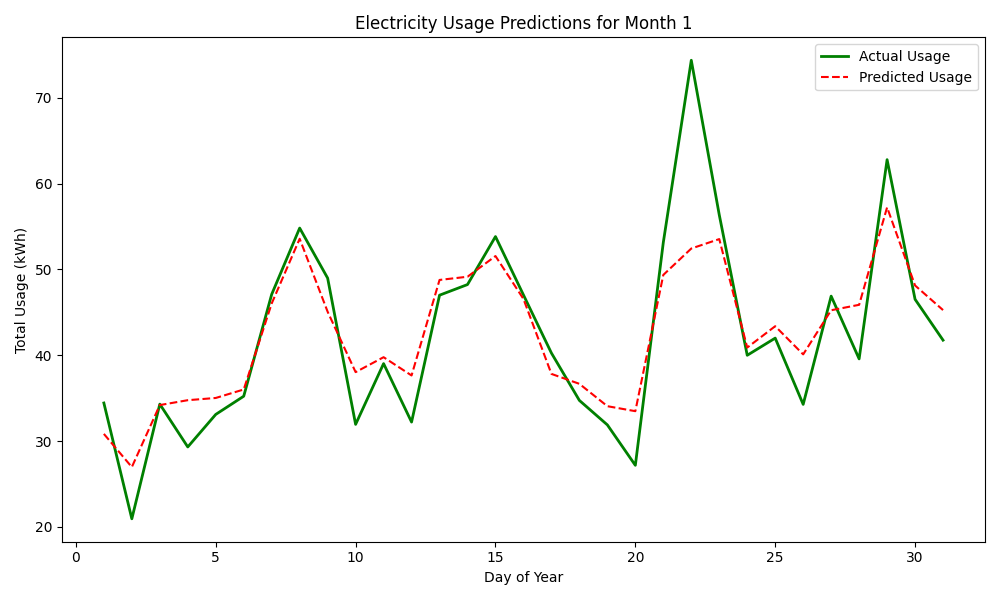 Electricity Usage Predictions for Month 1
Actual Usage
Predicted Usage
Total Usage (kWh)
70
60
50
40
30
20
0
5
10
15
20
25
30
Day of Year